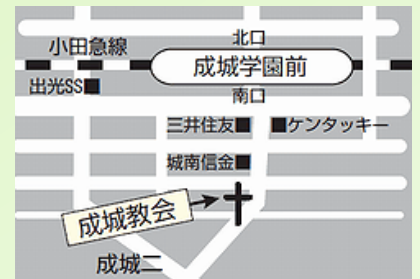 北口
小田急線
成城学園前
出光SS■
南口
三井住友■
■ケンタッキー
城南信金■
成城教会
成城二